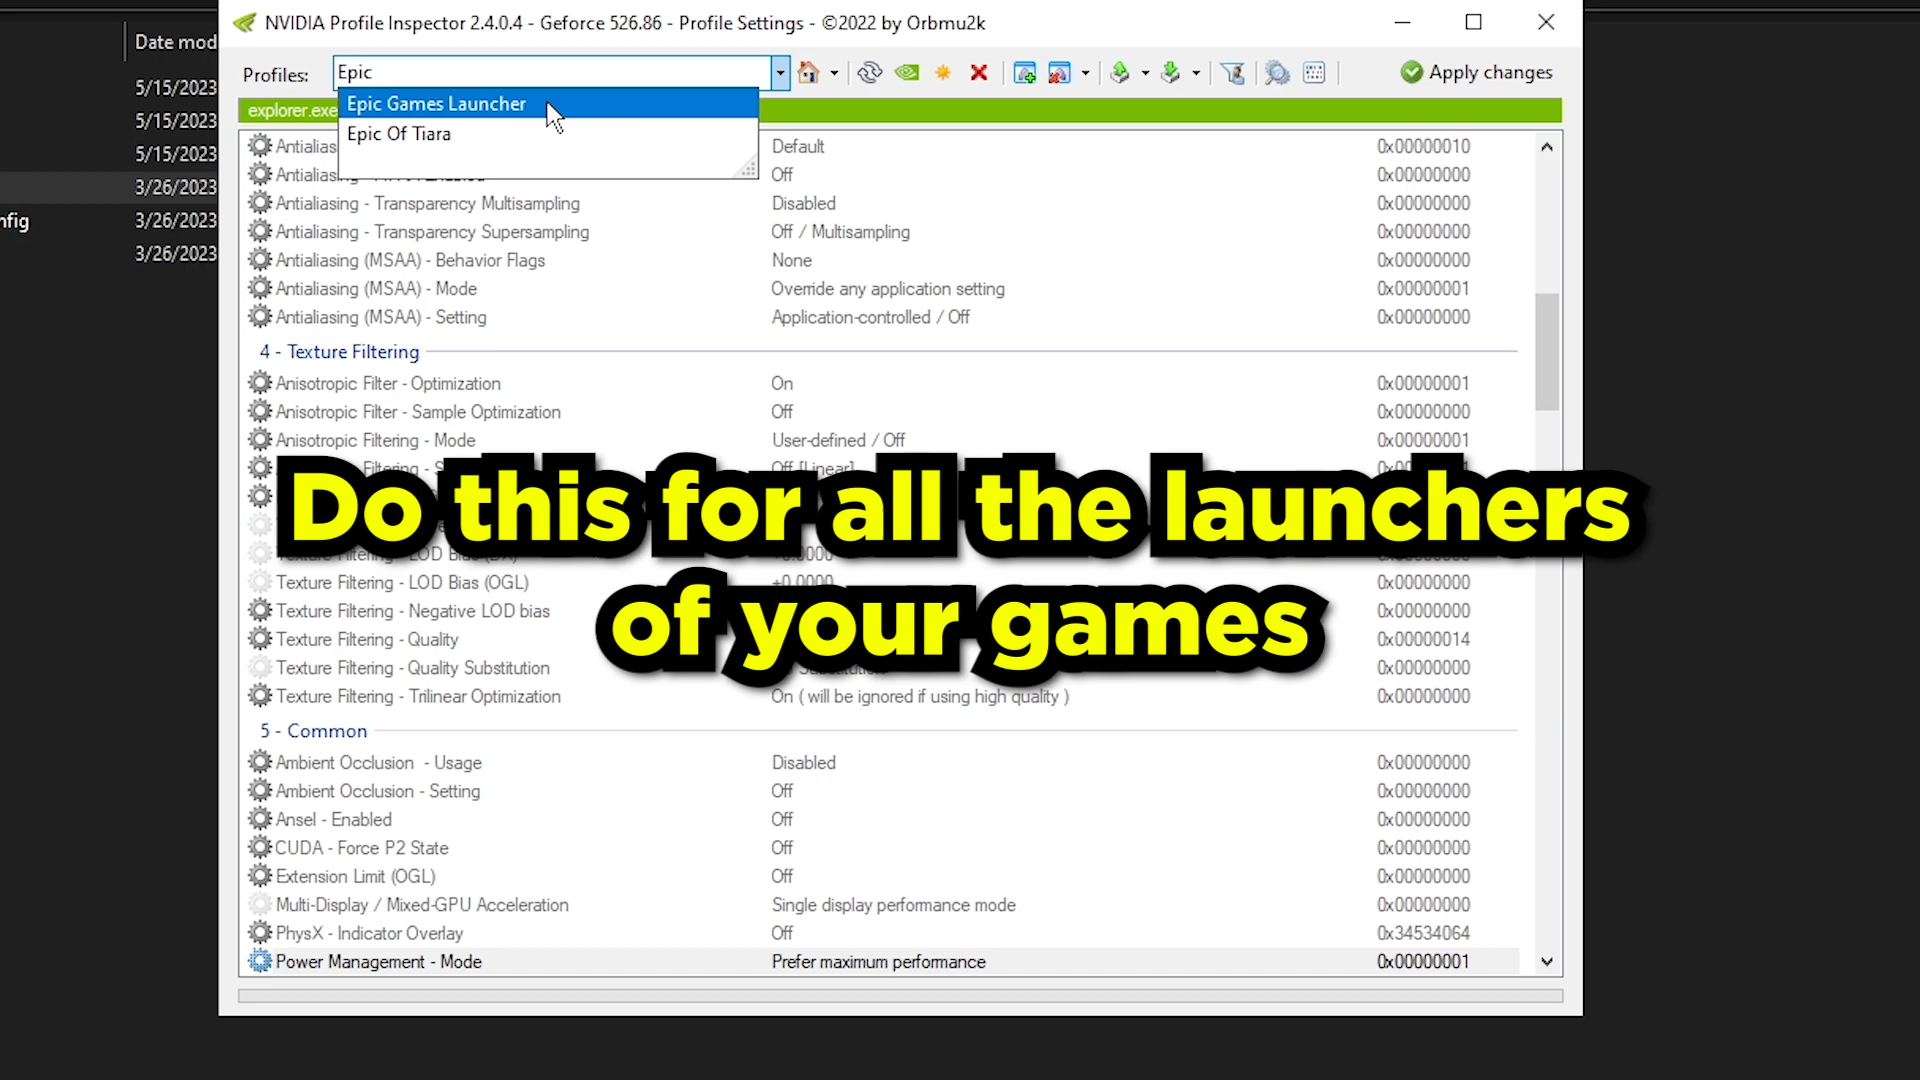 NVIDIA Profile Inspector 2.4.0.4 - Geforce 526.86 - Profile Settings - ©2022 by Orbmu2k
Date mod
Profiles: Epic Apply changes
Epic Games Launcher
Epic Of Tiara
explorer.exe
5/15/2023
5/15/2023
5/15/2023
3/26/2023
nfig 3/26/2023
3/26/2023
Antialias Default 0x00000010
Antialias Off 0x00000000
Antialiasing - Transparency Multisampling Disabled 0x00000000
Antialiasing - Transparency Supersampling Off / Multisampling 0x00000000
Antialiasing (MSAA) - Behavior Flags None 0x00000000
Antialiasing (MSAA) - Mode Override any application setting 0x00000001
Antialiasing (MSAA) - Setting Application-controlled / Off 0x00000000
4 - Texture Filtering
Anisotropic Filter - Optimization On 0x00000001
Anisotropic Filter - Sample Optimization Off 0x00000000
Anisotropic Filtering - Mode User-defined / Off 0x00000001
Do this for all the launchers
of your games
Texture Filtering - LOD Bias (OGL) +0.0000 0x00000000
Texture Filtering - Negative LOD bias 0x00000000
Texture Filtering - Quality 0x00000014
Texture Filtering - Quality Substitution 0x00000000
Texture Filtering - Trilinear Optimization On ( will be ignored if using high quality ) 0x00000000
5 - Common
Ambient Occlusion - Usage Disabled 0x00000000
Ambient Occlusion - Setting Off 0x00000000
Ansel - Enabled Off 0x00000000
CUDA - Force P2 State Off 0x00000000
Extension Limit (OGL) Off 0x00000000
Multi-Display / Mixed-GPU Acceleration Single display performance mode 0x00000000
PhysX - Indicator Overlay Off 0x34534064
Power Management - Mode Prefer maximum performance 0x00000001